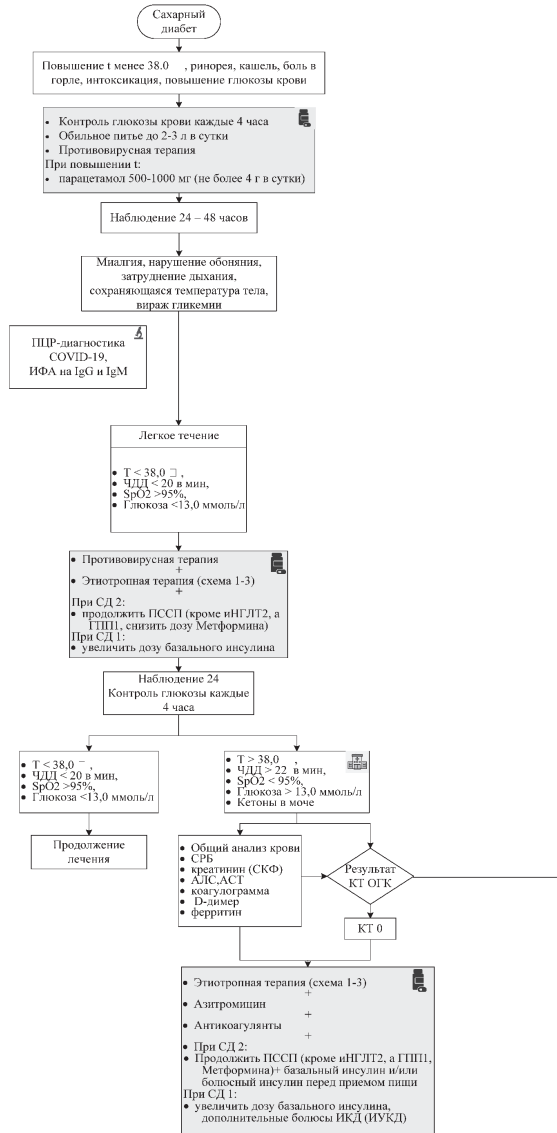 Сахарный
диабет
Повышение t менее 38.0 , ринорея, кашель, боль в
горле, интоксикация, повышение глюкозы крови
• Контроль глюкозы крови каждые 4 часа
• Обильное питье до 2-3 л в сутки
• Противовирусная терапия
При повышении t:
• парацетамол 500-1000 мг (не более 4 г в сутки)
Наблюдение 24 – 48 часов
Миалгия, нарушение обоняния,
затруднение дыхания,
сохраняющаяся температура тела,
вираж гликемии
ПЦР-диагностика
COVID-19,
ИФА на IgG и IgM
Легкое течение
• T < 38,0 ,
• ЧДД < 20 в мин,
• SpO2 >95%,
• Глюкоза <13,0 ммоль/л
• Противовирусная терапия
+
• Этиотропная терапия (схема 1-3)
+
При СД 2:
• продолжить ПССП (кроме иНГЛТ2, а
ГПП1, снизить дозу Метформина)
При СД 1:
• увеличить дозу базального инсулина
Наблюдение 24
Контроль глюкозы каждые
4 часа
• T < 38,0 ,
• ЧДД < 20 в мин,
• SpO2 >95%,
• Глюкоза <13,0 ммоль/л
Продолжение
лечения
• T > 38,0 ,
• ЧДД > 22 в мин,
• SpO2 < 95%,
• Глюкоза > 13,0 ммоль/л
• Кетоны в моче
• Общий анализ крови
• СРБ
• креатинин (СКФ)
• АЛС,АСТ
• коагулограмма
• D-димер
• ферритин
Результат
КТ ОГК
КТ 0
• Этиотропная терапия (схема 1-3)
+
• Азитромицин
+
• Антикоагулянты
+
• При СД 2:
• Продолжить ПССП (кроме иНГЛТ2, а ГПП1,
Метформина)+ базальный инсулин и/или
болюсный инсулин перед приемом пищи
При СД 1:
• увеличить дозу базального инсулина,
дополнительные болюсы ИКД (ИУКД)